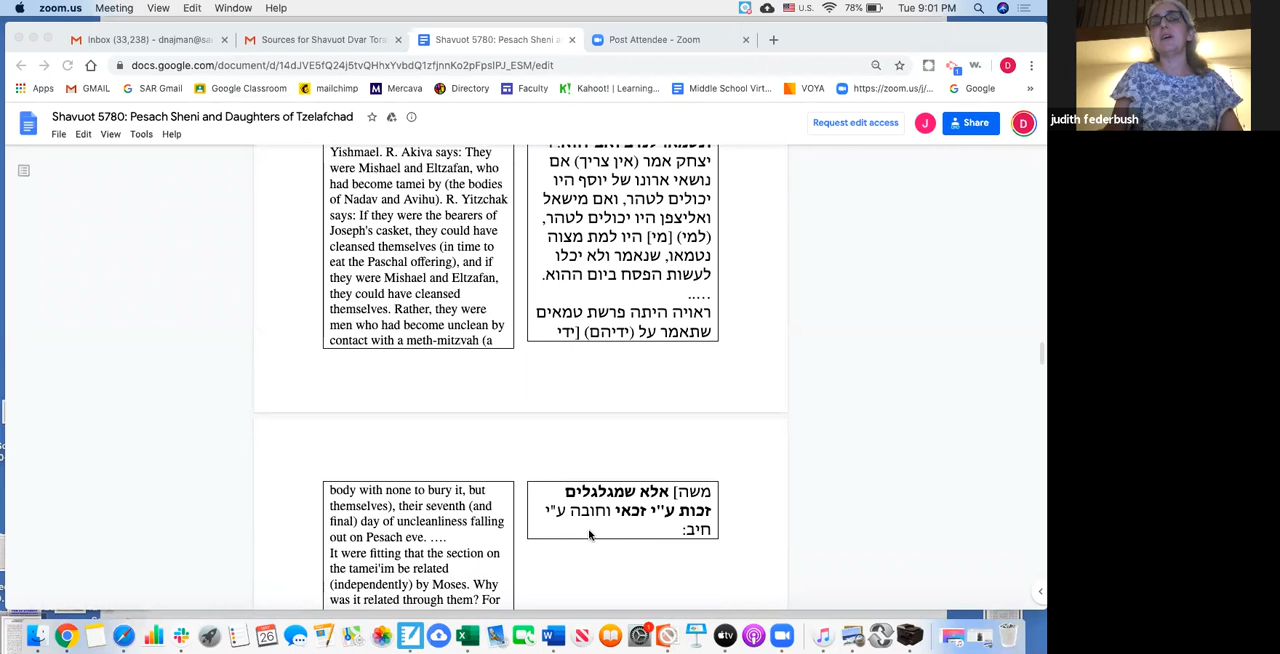 zoom.us Meeting View Edit Window Help
U.S. 78% Tue 9:01 PM
Inbox (33,238) - dnajman@sa
Sources for Shavuot Dvar Tora
Shavuot 5780: Pesach Sheni a
Post Attendee - Zoom
docs.google.com/document/d/14dJVE5fQ24j5tvQHhxYvbdQ1zfjnnKo2pFpsIPJ_ESM/edit
Apps GMAIL SAR Gmail Google Classroom mailchimp Mercava Directory Faculty Kahoot! | Learning... Middle School Virt... VOYA https://zoom.us/j/... Google
Shavuot 5780: Pesach Sheni and Daughters of Tzelafchad
File Edit View Tools Help
Request edit access
J
Share
D
judith federbush
Yishmael. R. Akiva says: They
were Mishael and Eltzafan, who
had become tamei by (the bodies
of Nadav and Avihu). R. Yitzchak
says: If they were the bearers of
Joseph's casket, they could have
cleansed themselves (in time to
eat the Paschal offering), and if
they were Mishael and Eltzafan,
they could have cleansed
themselves. Rather, they were
men who had become unclean by
contact with a meth-mitzvah (a
יצחק אמר (אין צריך) אם
נושאי ארונו של יוסף היו
יכולים לטהר, ואם מישאל
ואליצפן היו יכולים לטהר,
(למי) [מי] היו למת מצוה
נטמאו, שנאמר ולא יכלו
לעשות הפסח ביום ההוא.
.....
ראויה היתה פרשת טמאים
שתאמר על (ידיהם) [ידי
body with none to bury it, but
themselves), their seventh (and
final) day of uncleanliness falling
out on Pesach eve. ....
It were fitting that the section on
the tamei'im be related
(independently) by Moses. Why
was it related through them? For
משה] אלא שמגלגלים
זכות ע"י זכאי וחובה ע"י
חיב:
26
tv